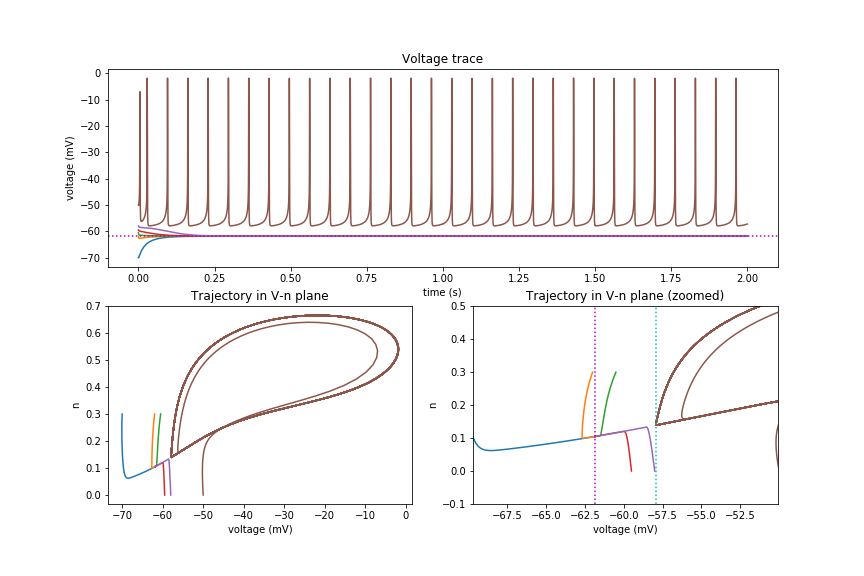 Voltage trace
voltage (mV)
0
−10
−20
−30
−40
−50
−60
−70
0.00 0.25 0.50 0.75 1.00 1.25 1.50 1.75 2.00
time (s)
Trajectory in V-n plane
n
0.7
0.6
0.5
0.4
0.3
0.2
0.1
0.0
−70 −60 −50 −40 −30 −20 −10 0
voltage (mV)
Trajectory in V-n plane (zoomed)
n
0.5
0.4
0.3
0.2
0.1
0.0
−0.1
−67.5 −65.0 −62.5 −60.0 −57.5 −55.0 −52.5
voltage (mV)